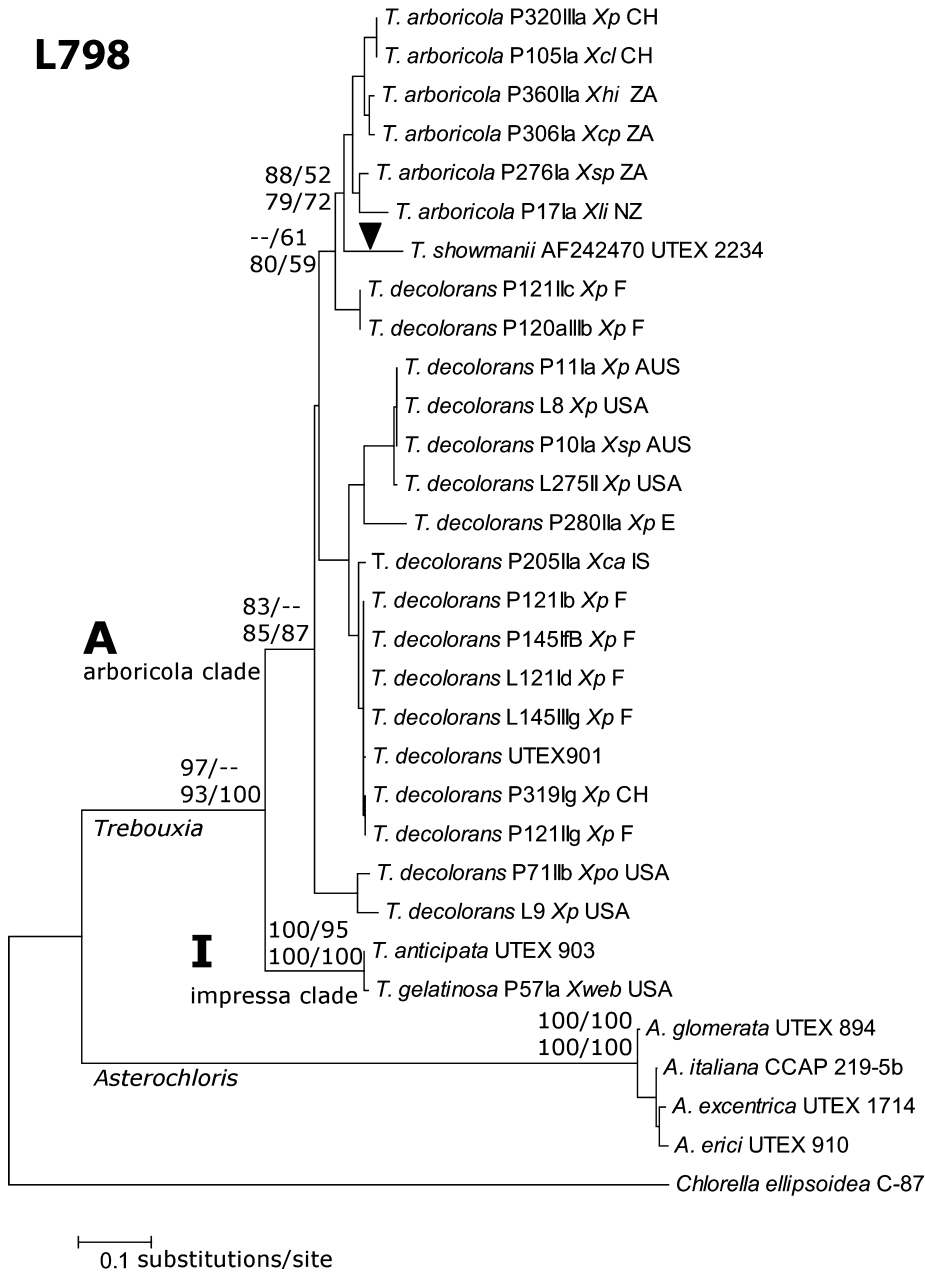 L798
T. arboricola P320IIIa Xp CH
T. arboricola P105Ia Xcl CH
T. arboricola P360IIa Xhi ZA
T. arboricola P306Ia Xcp ZA
88/52
79/72
T. arboricola P276Ia Xsp ZA
T. arboricola P17Ia Xli NZ
--/61
80/59
T. showmanii AF242470 UTEX 2234
T. decolorans P121IIc Xp F
T. decolorans P120aIIIb Xp F
T. decolorans P11Ia Xp AUS
T. decolorans L8 Xp USA
T. decolorans P10Ia Xsp AUS
T. decolorans L275II Xp USA
T. decolorans P280IIa Xp E
T. decolorans P205IIa Xca IS
T. decolorans P121Ib Xp F
83/--
85/87
A
arboricola clade
T. decolorans P145IfB Xp F
T. decolorans L121Id Xp F
T. decolorans L145IIIg Xp F
T. decolorans UTEX901
97/--
93/100
T. decolorans P319Ig Xp CH
Trebouxia
T. decolorans P121IIg Xp F
T. decolorans P71IIb Xpo USA
T. decolorans L9 Xp USA
100/95
100/100
I
impressa clade
T. anticipata UTEX 903
T. gelatinosa P57Ia Xweb USA
100/100
100/100
A. glomerata UTEX 894
Asterochloris
A. italiana CCAP 219-5b
A. excentrica UTEX 1714
A. erici UTEX 910
Chlorella ellipsoidea C-87
0.1 substitutions/site